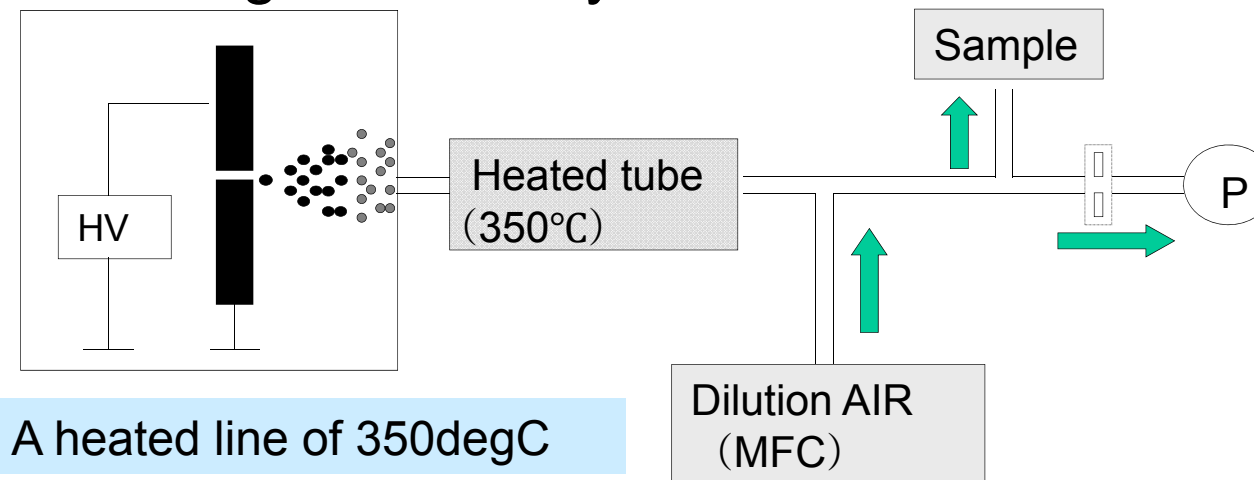 Sample
Heated tube
（350℃）
HV
P
Dilution AIR
（MFC）
A heated line of 350degC